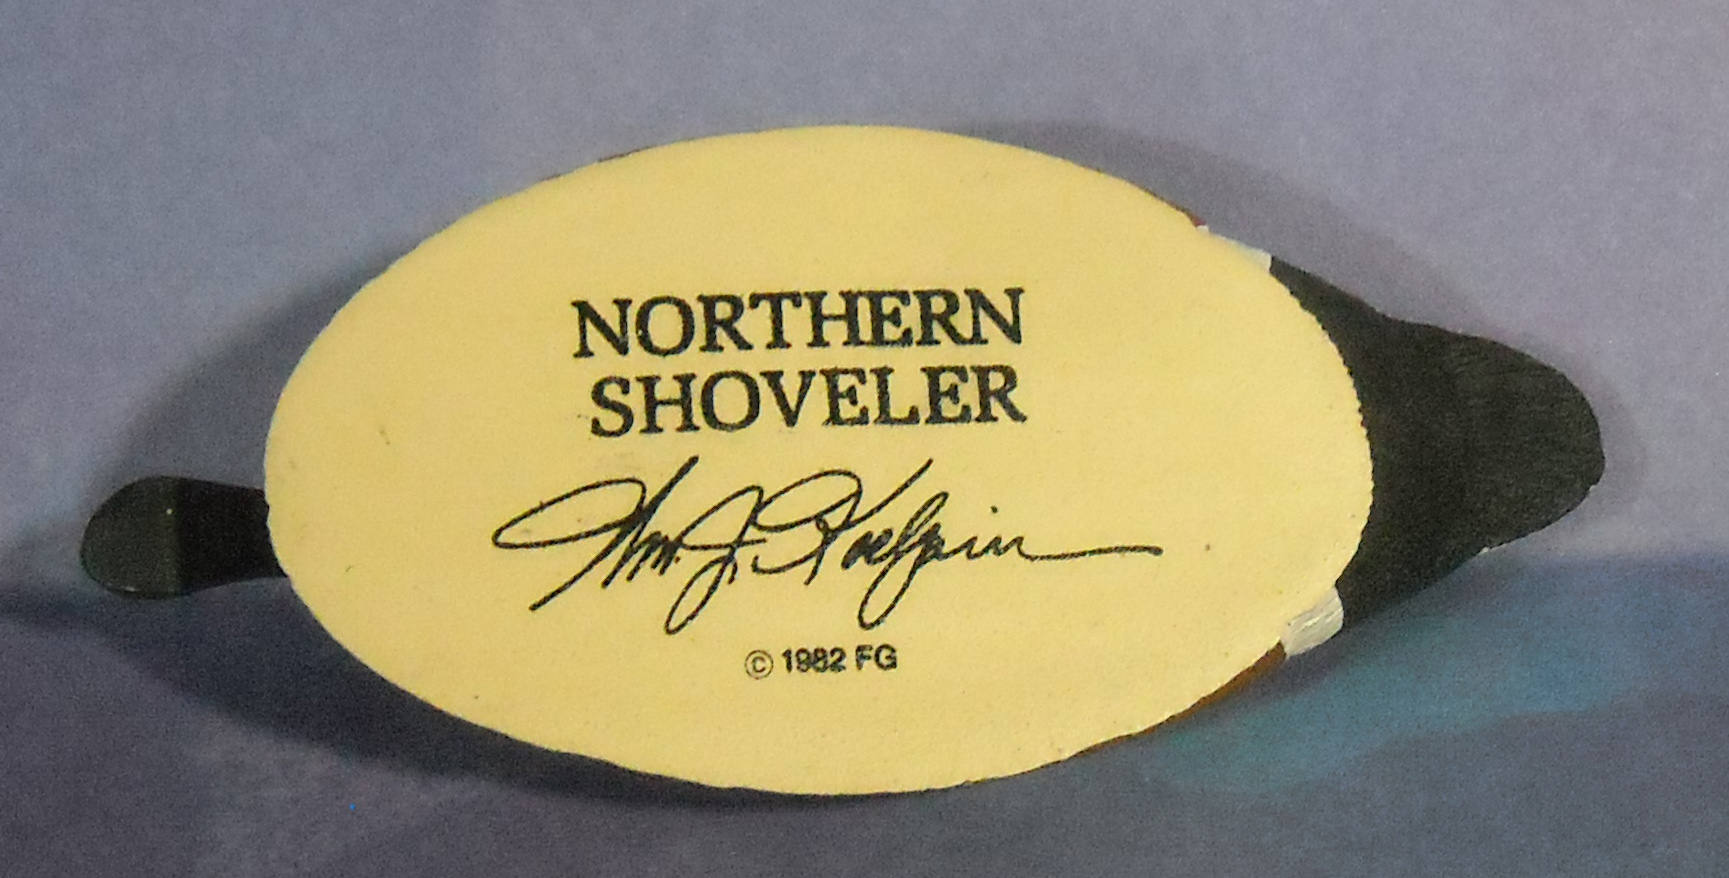 NORTHERN
SHOVELER
Wm. J. Koelpin
© 1982 FG